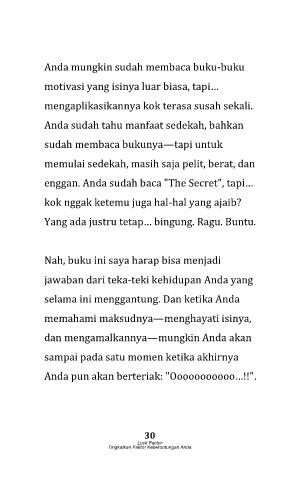 Anda mungkin sudah membaca buku-buku
motivasi yang isinya luar biasa, tapi…
mengaplikasikannya kok terasa susah sekali.
Anda sudah tahu manfaat sedekah, bahkan
sudah membaca bukunya—tapi untuk
memulai sedekah, masih saja pelit, berat, dan
enggan. Anda sudah baca "The Secret", tapi…
kok nggak ketemu juga hal-hal yang ajaib?
Yang ada justru tetap… bingung. Ragu. Buntu.
Nah, buku ini saya harap bisa menjadi
jawaban dari teka-teki kehidupan Anda yang
selama ini menggantung. Dan ketika Anda
memahami maksudnya—menghayati isinya,
dan mengamalkannya—mungkin Anda akan
sampai pada satu momen ketika akhirnya
Anda pun akan berteriak: "Ooooooooooo…!!".
30
Luck Factor
Tingkatkan Faktor Keberuntungan Anda